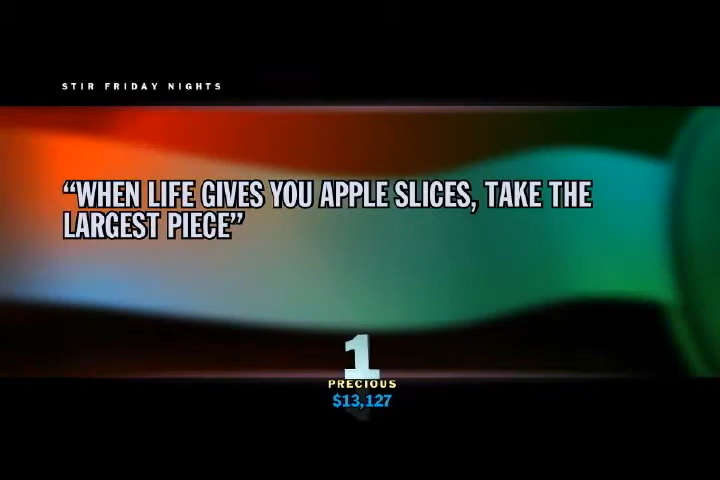 STIR FRIDAY NIGHTS
“WHEN LIFE GIVES YOU APPLE SLICES, TAKE THE
LARGEST PIECE”
1
PRECIOUS
$13,127